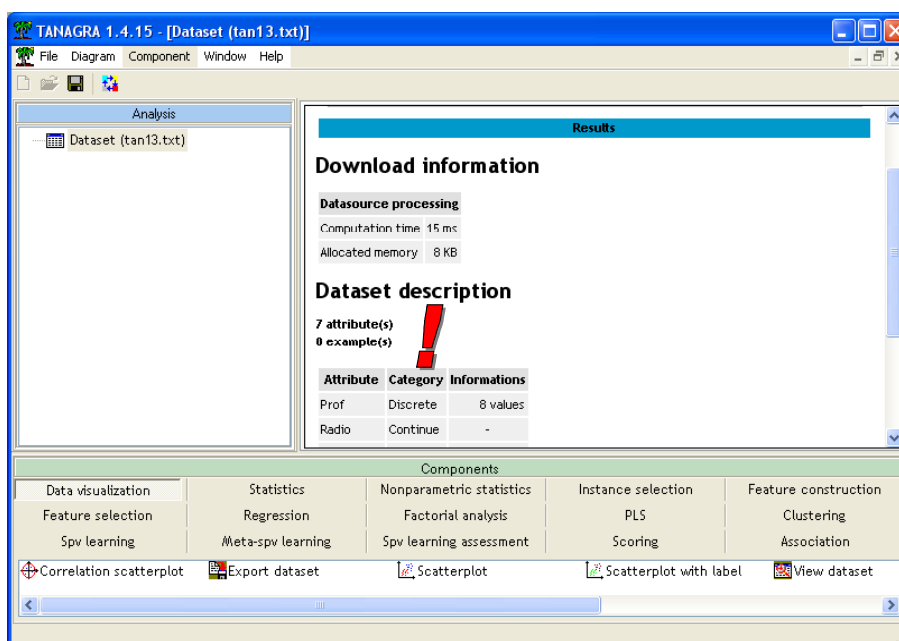 TANAGRA 1.4.15 - [Dataset (tan13.txt)]
File Diagram Component Window Help
Analysis
Dataset (tan13.txt)
Results
Download information
Datasource processing
Computation time 15 ms
Allocated memory 8 KB
Dataset description
7 attribute(s)
0 example(s)
Attribute Category Informations
Prof Discrete 8 values
Radio Continue -
Components
Data visualization Statistics Nonparametric statistics Instance selection Feature construction
Feature selection Regression Factorial analysis PLS Clustering
Spv learning Meta-spv learning Spv learning assessment Scoring Association
Correlation scatterplot Export dataset Scatterplot Scatterplot with label View dataset